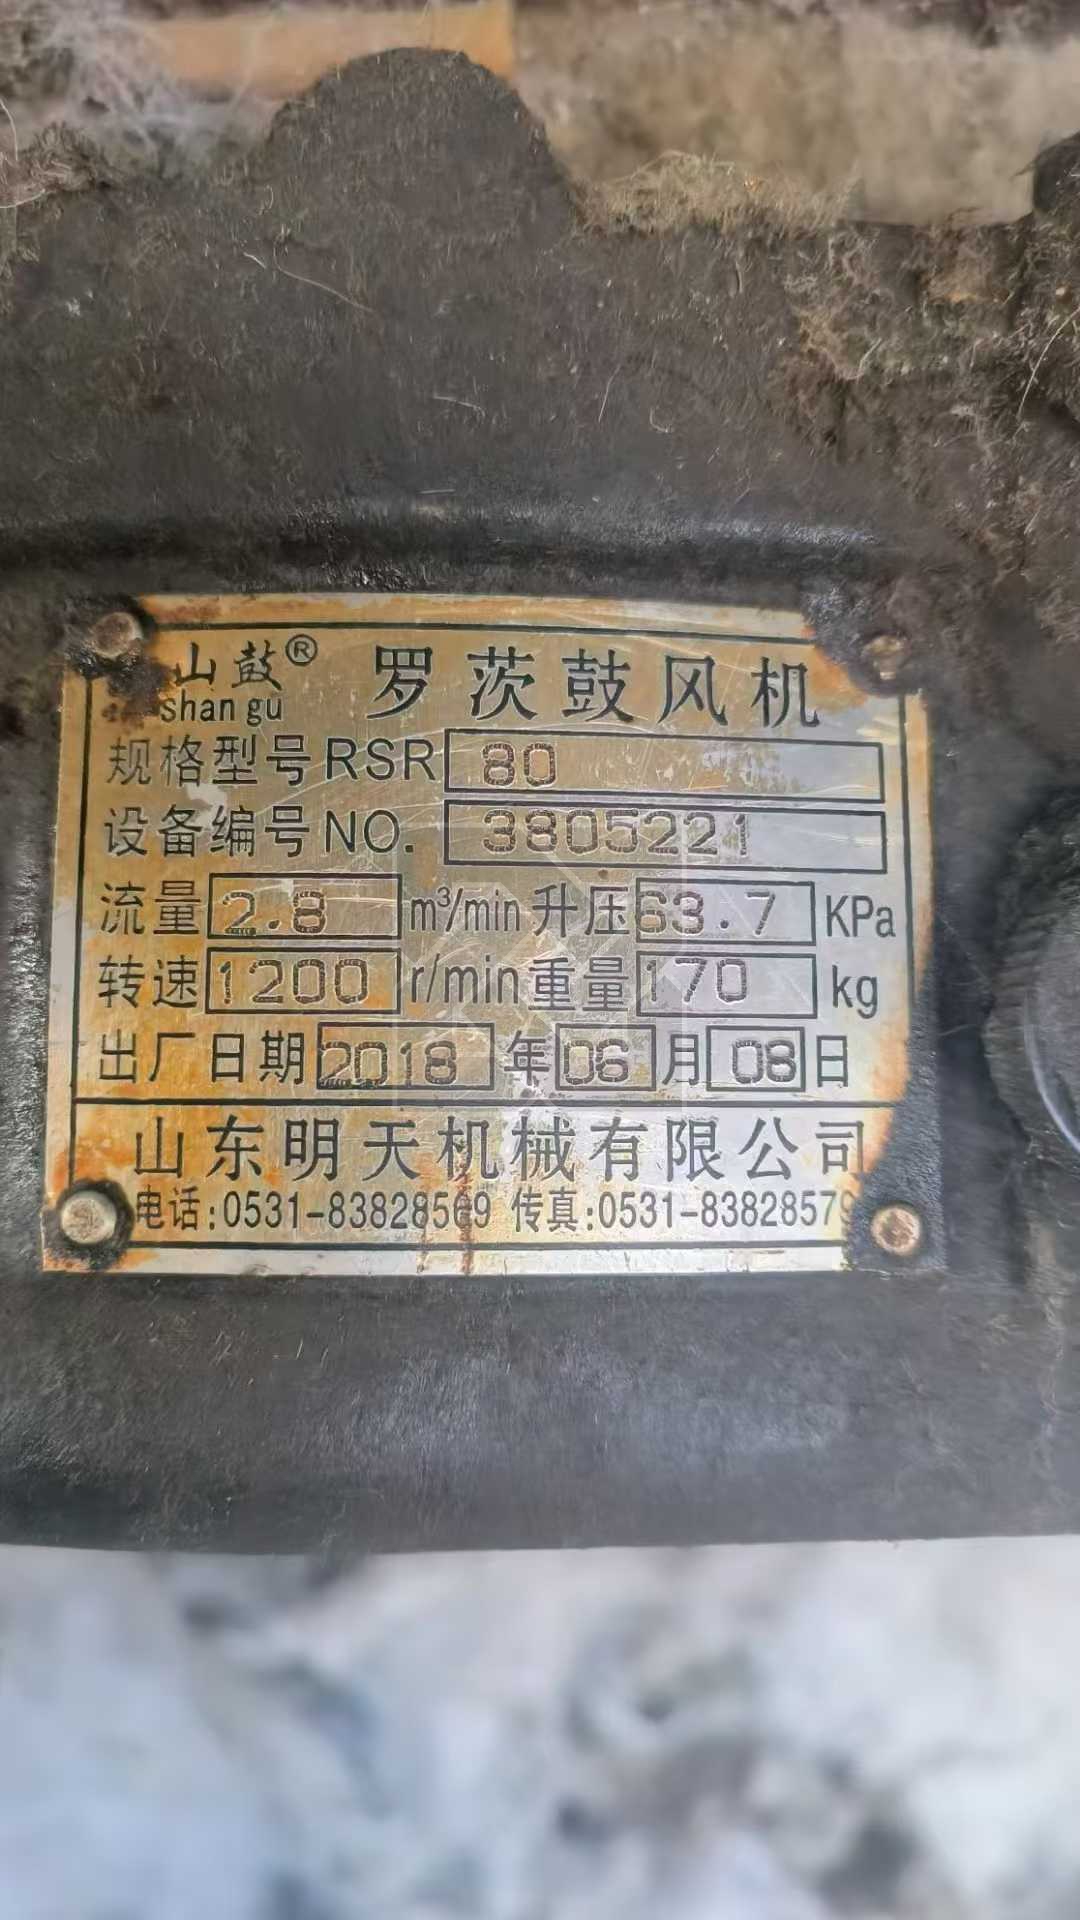 山鼓® 罗茨鼓风机
shan gu
规格型号RSR 80
设备编号NO. 3805221
流量 2.8 m³/min 升压 63.7 KPa
转速 1200 r/min 重量 170 kg
出厂日期 2018 年 06 月 08 日
山东明天机械有限公司
电话:0531-83828569 传真:0531-83828579